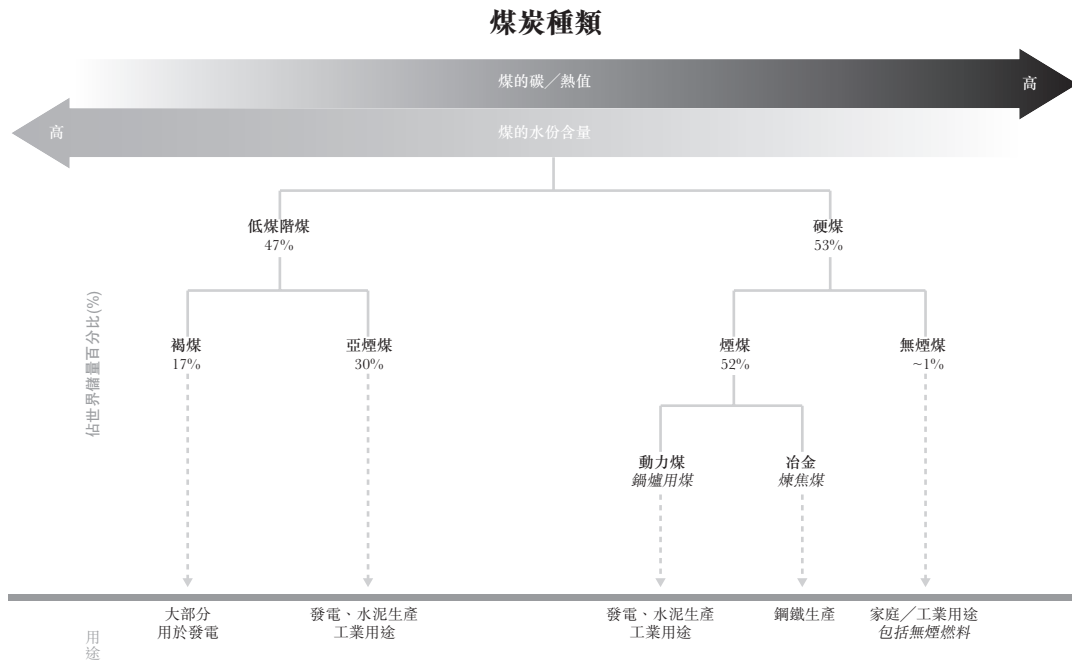 煤炭種類
煤的碳／熱值
高
高
煤的水份含量
低煤階煤
47%
硬煤
53%
佔世界儲量百分比(%)
褐煤
17%
亞煙煤
30%
煙煤
52%
無煙煤
~1%
動力煤
鍋爐用煤
冶金
煉焦煤
用途
大部分
用於發電
發電、水泥生產
工業用途
發電、水泥生產
工業用途
鋼鐵生產
家庭／工業用途
包括無煙燃料